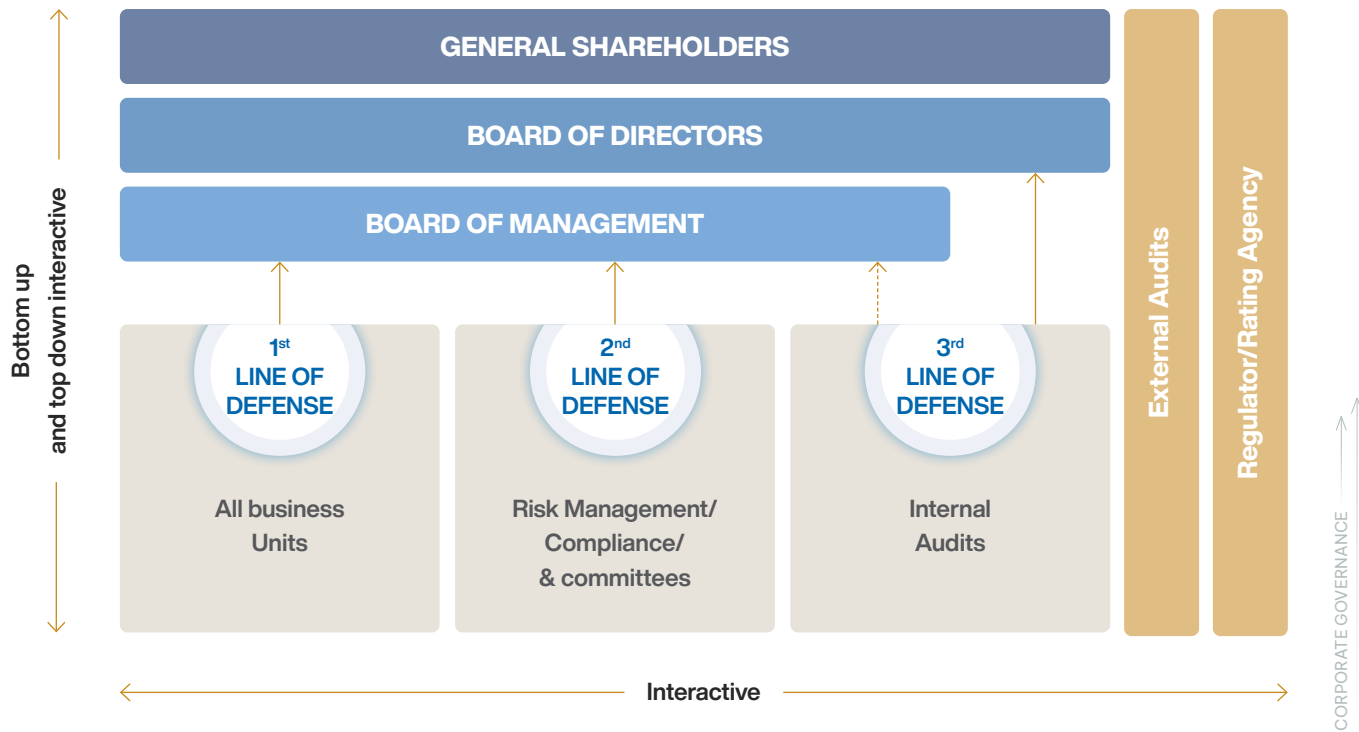 GENERAL SHAREHOLDERS
BOARD OF DIRECTORS
BOARD OF MANAGEMENT
Bottom up
and top down interactive
1st
LINE OF
DEFENSE
All business
Units
2nd
LINE OF
DEFENSE
Risk Management/
Compliance/
& committees
3rd
LINE OF
DEFENSE
Internal
Audits
External Audits
Regulator/Rating Agency
Interactive
CORPORATE GOVERNANCE